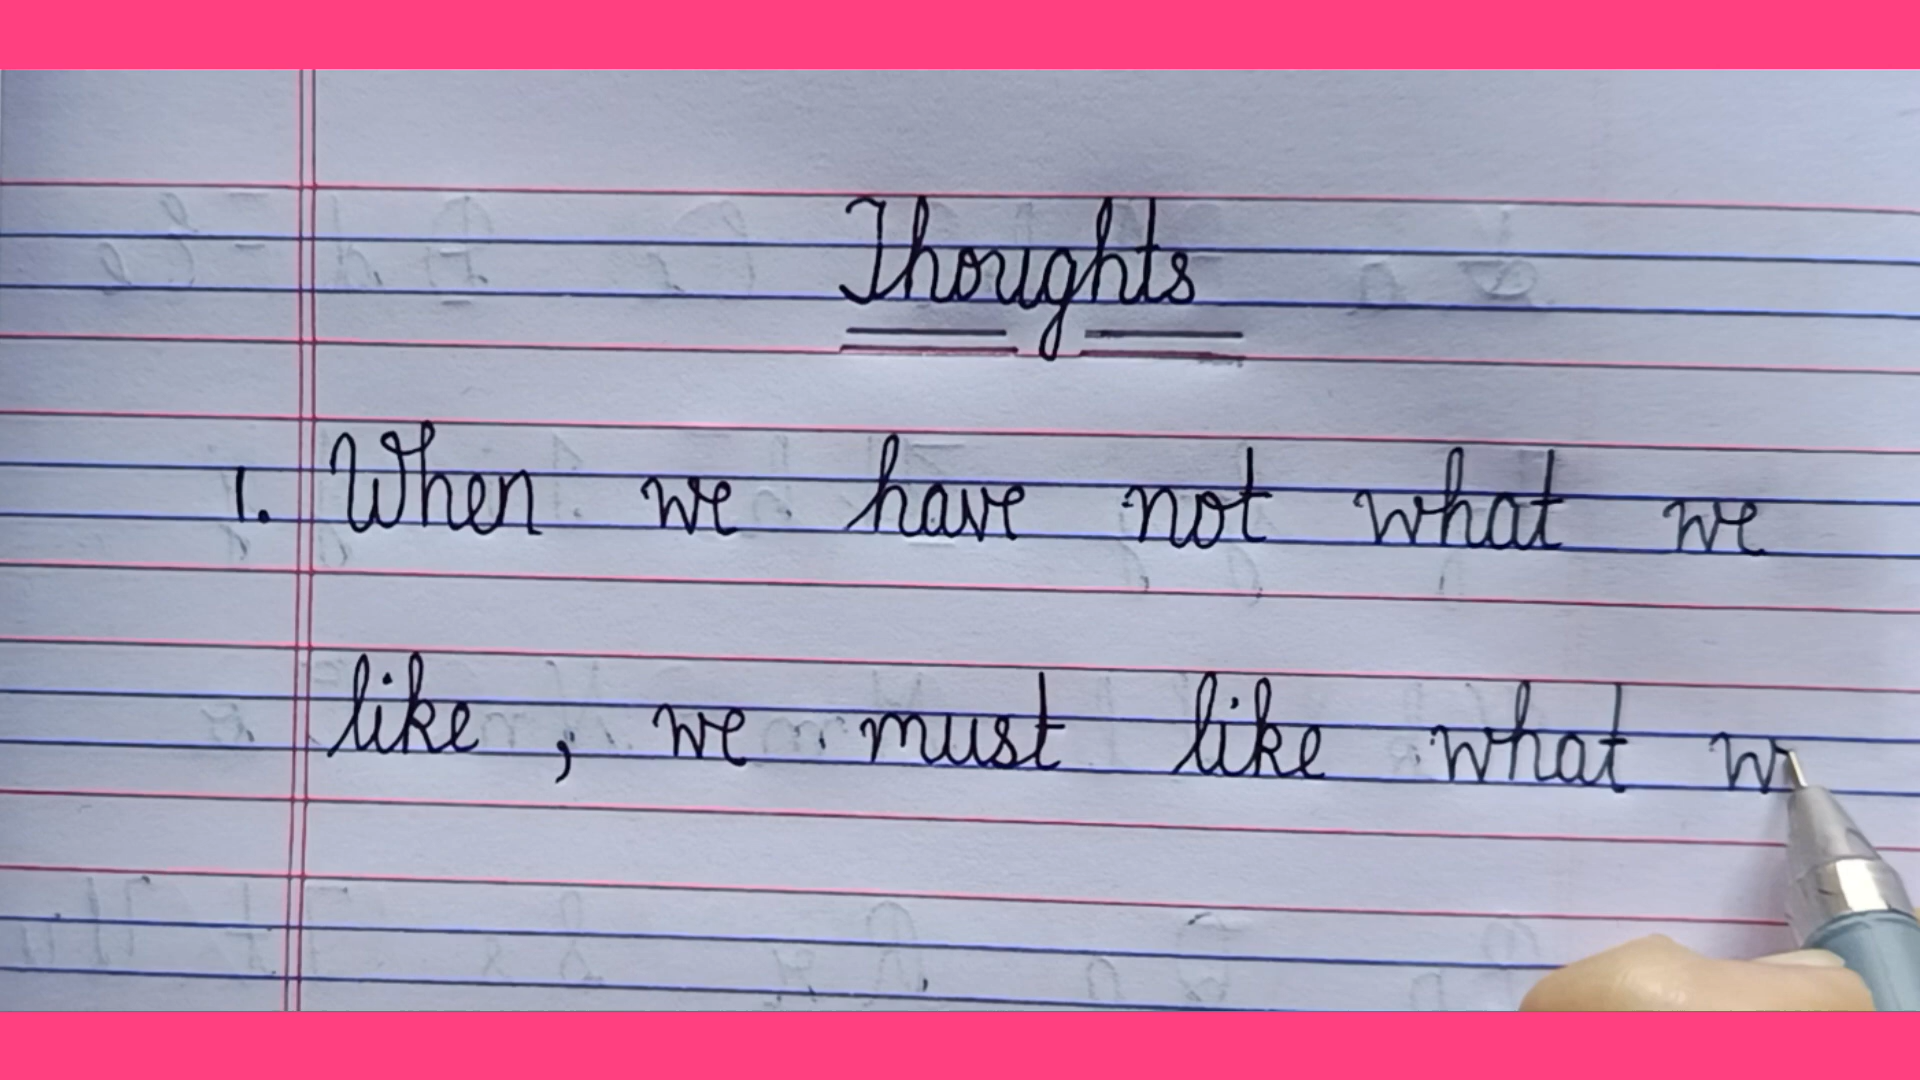 Thoughts
1. When we have not what we
like, we must like what w